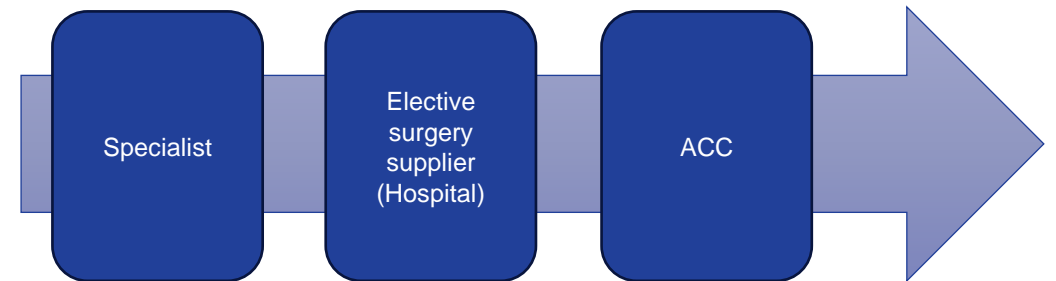 Specialist
Elective
surgery
supplier
(Hospital)
ACC